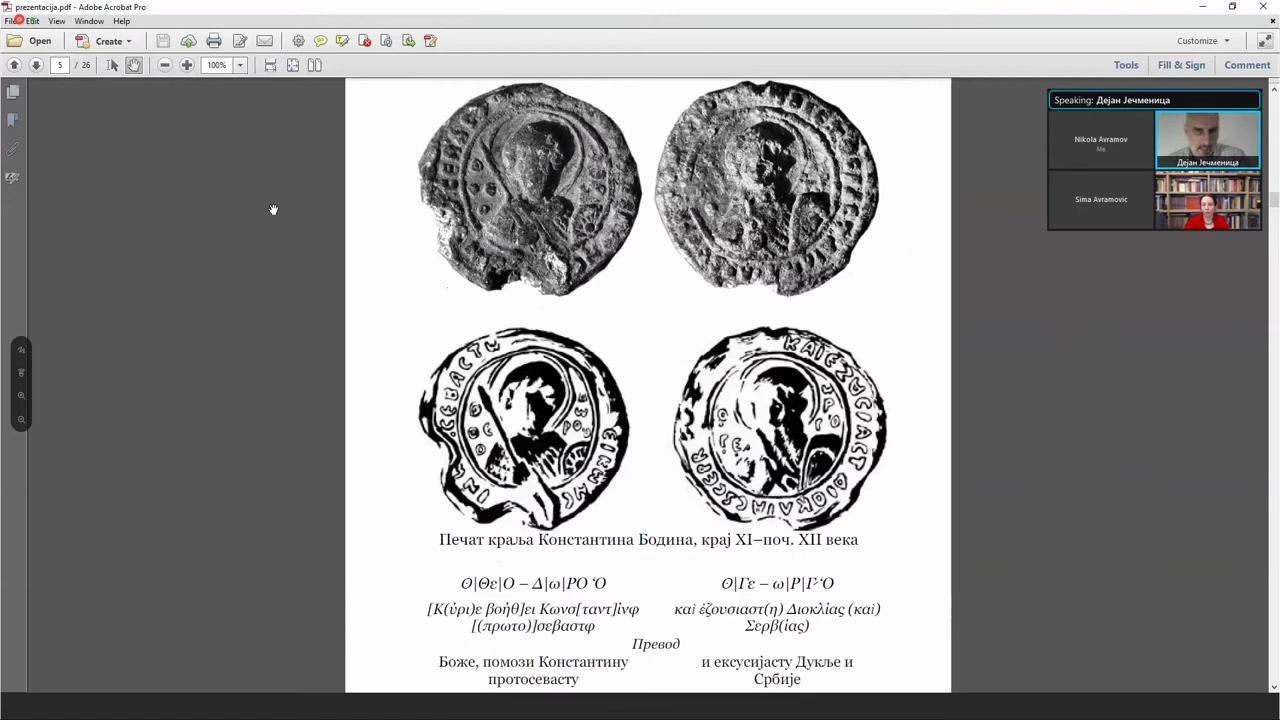 prezentacija.pdf - Adobe Acrobat Pro
File Edit View Window Help
Open Create Customize
5 / 26 100% Tools Fill & Sign Comment
Speaking: Дејан Јечменица
Nikola Avramov
Me
Дејан Јечменица
Sima Avramovic
Печат краља Константина Бодина, крај XI–поч. XII века
Θ|Θε|Ο – Δ|ω|ΡΟ Ὁ
Θ|Γε – ω|Ρ|Γ Ὁ
[Κ(ύρι)ε βοήθ]ει Κωνσ[ταντ]ίνφ
[(πρωτο)]σεβαστφ
καὶ ἐζουσιαστ(η) Διοκλίας (καὶ)
Σερβ(ίας)
Превод
Боже, помози Константину
протосевасту
и ексусијасту Дукље и
Србије